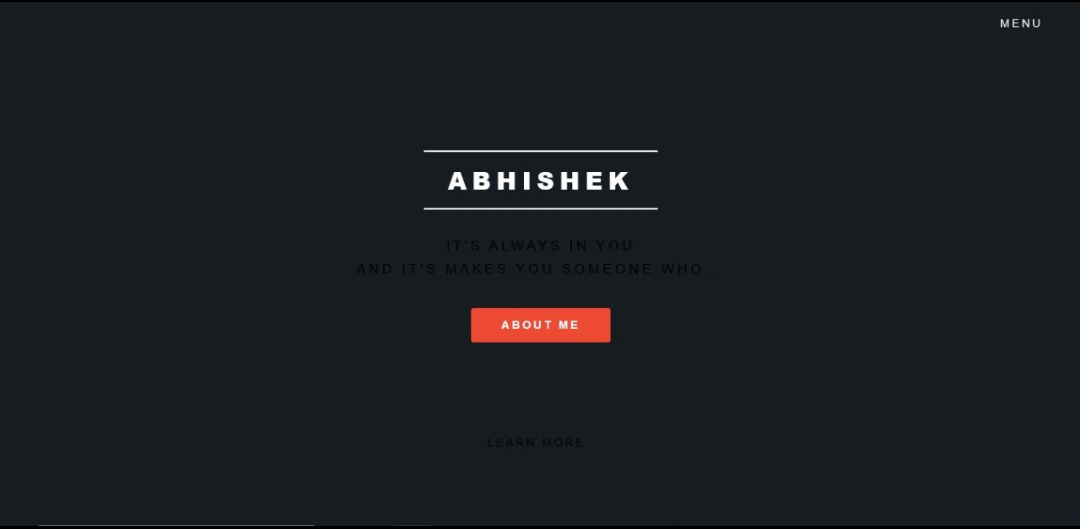 MENU
ABHISHEK
IT'S ALWAYS IN YOU
AND IT'S MAKES YOU SOMEONE WHO....
ABOUT ME
LEARN MORE